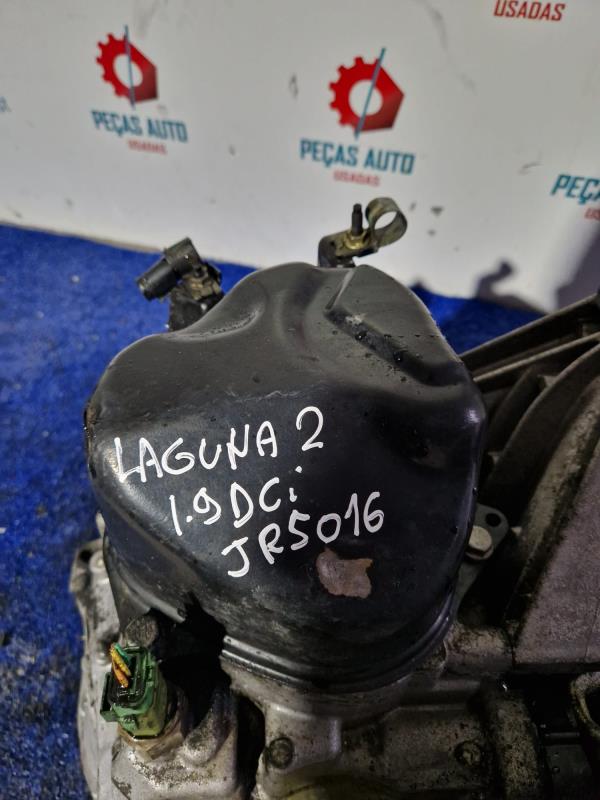 USADAS
PEÇAS AUTO
USADAS
PEÇAS AUTO
USADAS
PEÇAS
LAGUNA 2
1.9 DCi
JR5016